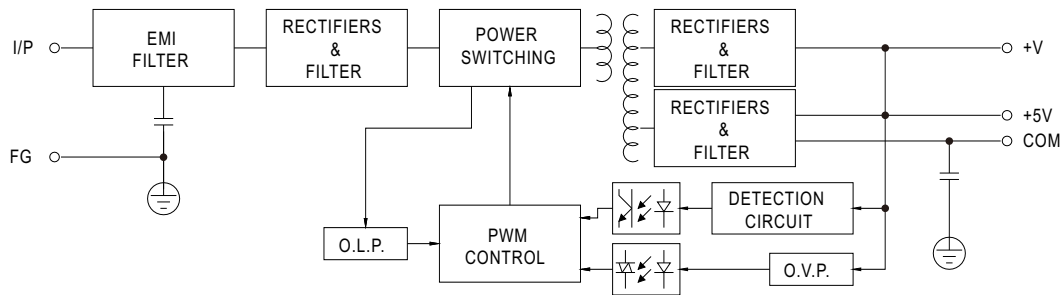 I/P
EMI
FILTER
RECTIFIERS
&
FILTER
POWER
SWITCHING
RECTIFIERS
&
FILTER
+V
RECTIFIERS
&
FILTER
+5V
COM
FG
DETECTION
CIRCUIT
O.L.P.
PWM
CONTROL
O.V.P.